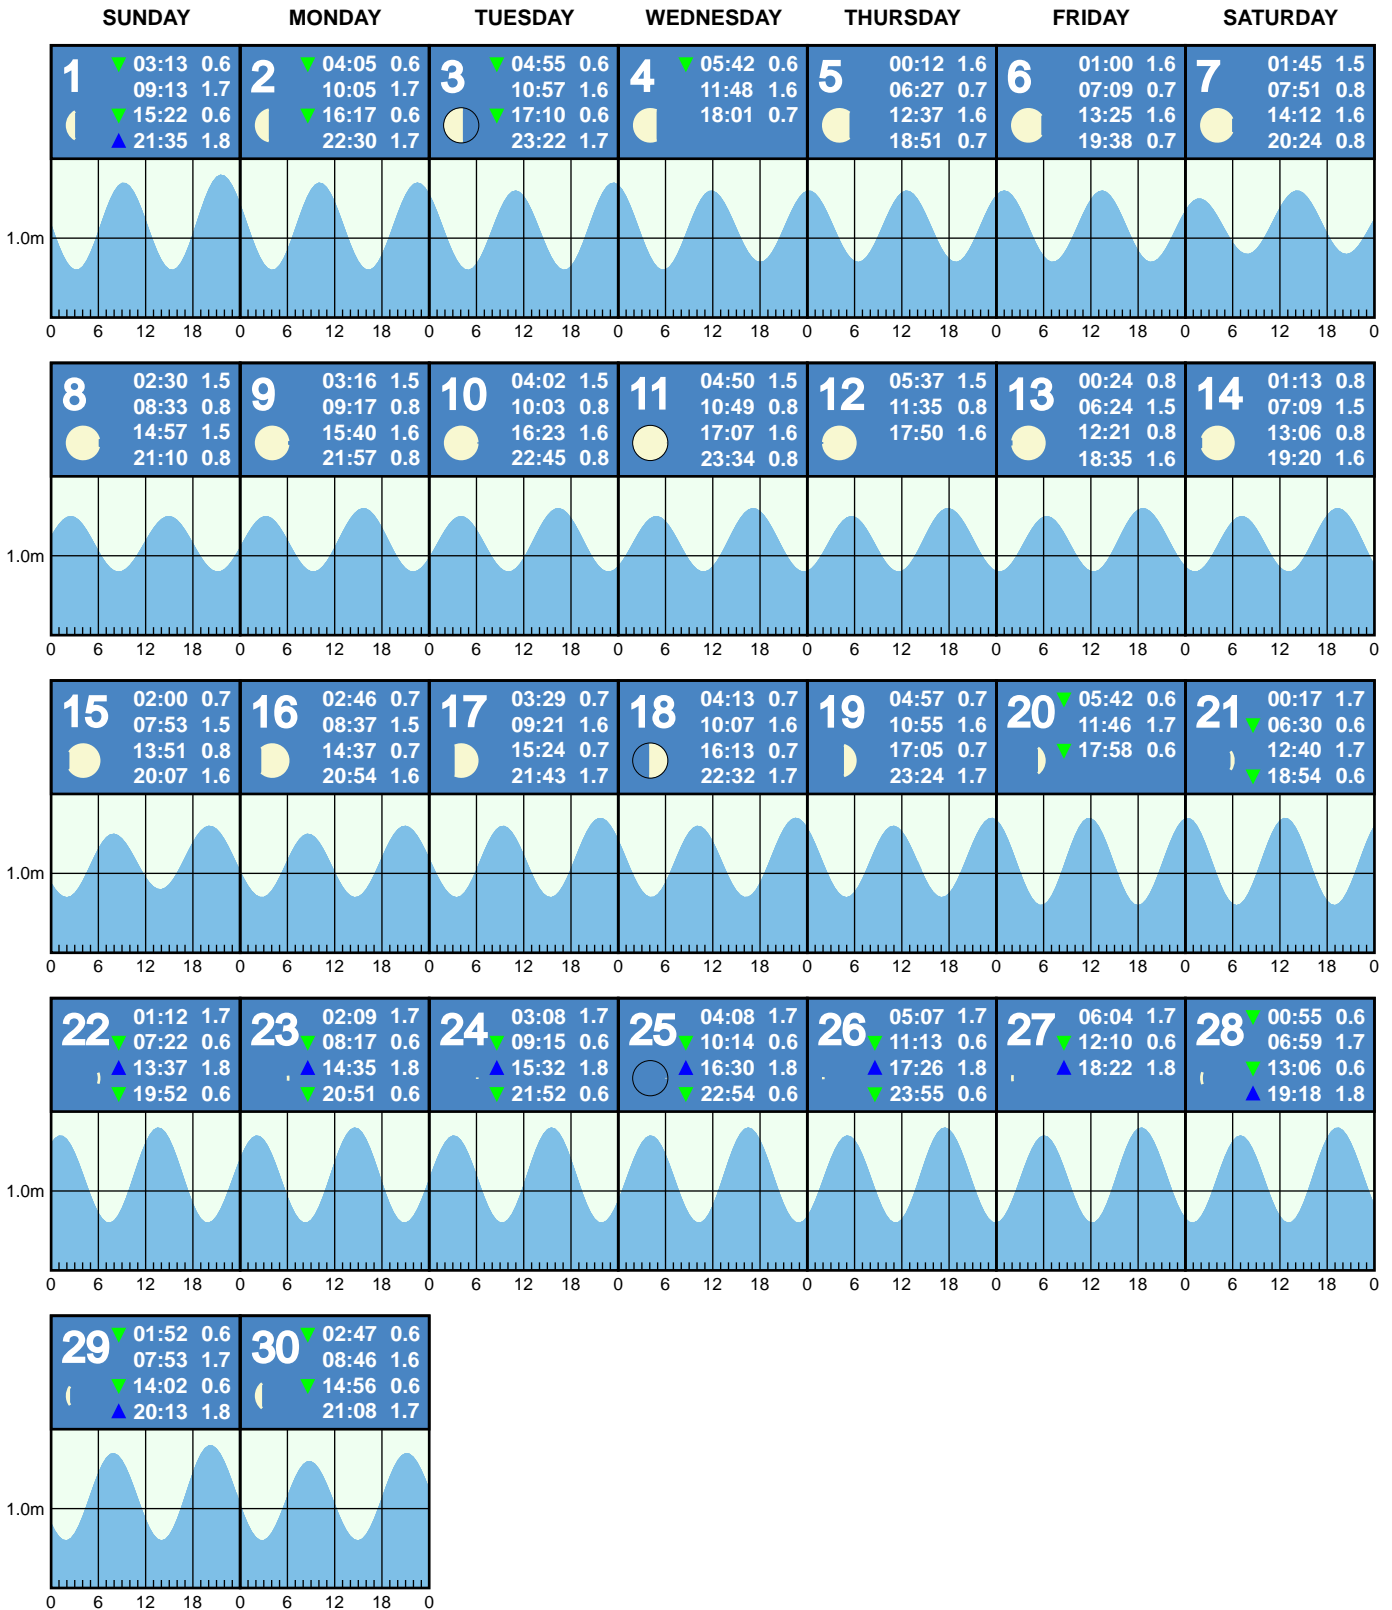 SUNDAY MONDAY TUESDAY WEDNESDAY THURSDAY FRIDAY SATURDAY
1 03:13 0.6
09:13 1.7
15:22 0.6
21:35 1.8
2 04:05 0.6
10:05 1.7
16:17 0.6
22:30 1.7
3 04:55 0.6
10:57 1.6
17:10 0.6
23:22 1.7
4 05:42 0.6
11:48 1.6
18:01 0.7
5 00:12 1.6
06:27 0.7
12:37 1.6
18:51 0.7
6 01:00 1.6
07:09 0.7
13:25 1.6
19:38 0.7
7 01:45 1.5
07:51 0.8
14:12 1.6
20:24 0.8
1.0m
0 6 12 18 0 6 12 18 0 6 12 18 0 6 12 18 0 6 12 18 0 6 12 18 0 6 12 18 0
8 02:30 1.5
08:33 0.8
14:57 1.5
21:10 0.8
9 03:16 1.5
09:17 0.8
15:40 1.6
21:57 0.8
10 04:02 1.5
10:03 0.8
16:23 1.6
22:45 0.8
11 04:50 1.5
10:49 0.8
17:07 1.6
23:34 0.8
12 05:37 1.5
11:35 0.8
17:50 1.6
13 00:24 0.8
06:24 1.5
12:21 0.8
18:35 1.6
14 01:13 0.8
07:09 1.5
13:06 0.8
19:20 1.6
1.0m
0 6 12 18 0 6 12 18 0 6 12 18 0 6 12 18 0 6 12 18 0 6 12 18 0 6 12 18 0
15 02:00 0.7
07:53 1.5
13:51 0.8
20:07 1.6
16 02:46 0.7
08:37 1.5
14:37 0.7
20:54 1.6
17 03:29 0.7
09:21 1.6
15:24 0.7
21:43 1.7
18 04:13 0.7
10:07 1.6
16:13 0.7
22:32 1.7
19 04:57 0.7
10:55 1.6
17:05 0.7
23:24 1.7
20 05:42 0.6
11:46 1.7
17:58 0.6
21 00:17 1.7
06:30 0.6
12:40 1.7
18:54 0.6
1.0m
0 6 12 18 0 6 12 18 0 6 12 18 0 6 12 18 0 6 12 18 0 6 12 18 0 6 12 18 0
22 01:12 1.7
07:22 0.6
13:37 1.8
19:52 0.6
23 02:09 1.7
08:17 0.6
14:35 1.8
20:51 0.6
24 03:08 1.7
09:15 0.6
15:32 1.8
21:52 0.6
25 04:08 1.7
10:14 0.6
16:30 1.8
22:54 0.6
26 05:07 1.7
11:13 0.6
17:26 1.8
23:55 0.6
27 06:04 1.7
12:10 0.6
18:22 1.8
28 00:55 0.6
06:59 1.7
13:06 0.6
19:18 1.8
1.0m
0 6 12 18 0 6 12 18 0 6 12 18 0 6 12 18 0 6 12 18 0 6 12 18 0 6 12 18 0
29 01:52 0.6
07:53 1.7
14:02 0.6
20:13 1.8
30 02:47 0.6
08:46 1.6
14:56 0.6
21:08 1.7
1.0m
0 6 12 18 0 6 12 18 0